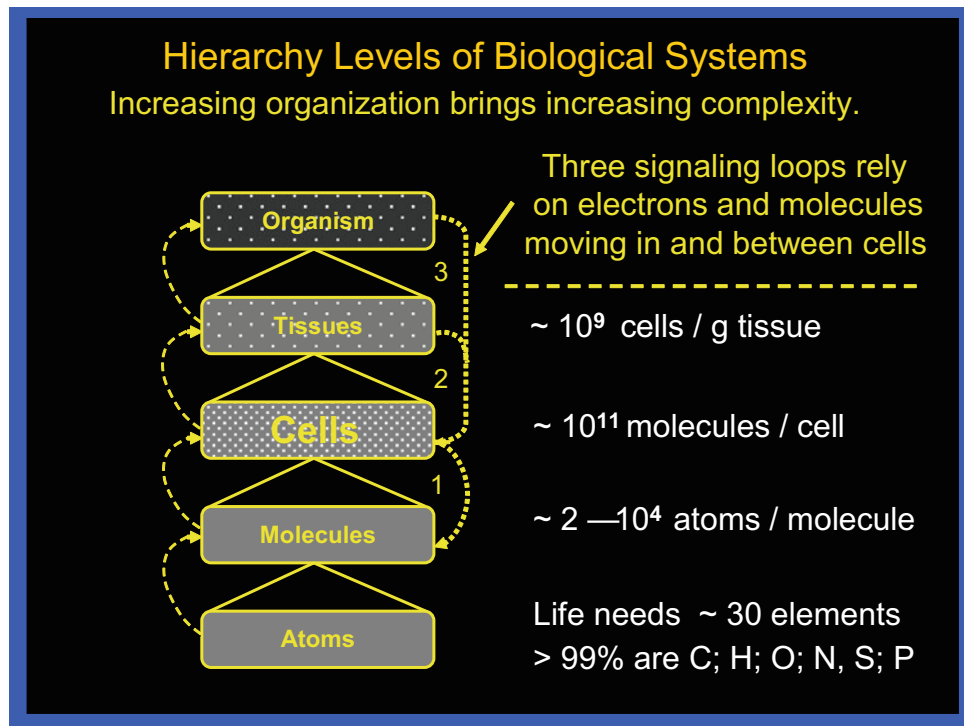 Hierarchy Levels of Biological Systems
Increasing organization brings increasing complexity.
Three signaling loops rely
on electrons and molecules
moving in and between cells
Organism
3
Tissues
~ 10⁹ cells / g tissue
2
Cells
~ 10¹¹ molecules / cell
1
Molecules
~ 2 —10⁴ atoms / molecule
Atoms
Life needs ~ 30 elements
> 99% are C; H; O; N, S; P